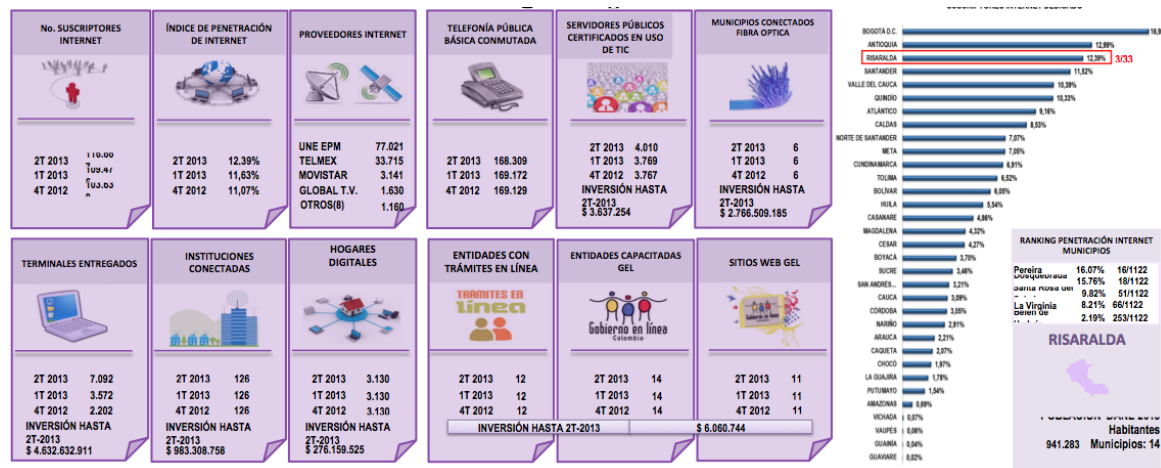 No. SUSCRIPTORES
INTERNET
2T 2013
1T 2013
4T 2012
ÍNDICE DE PENETRACIÓN
DE INTERNET
2T 2013 12,39%
1T 2013 11,63%
4T 2012 11,07%
PROVEEDORES INTERNET
UNE EPM 77.021
TELMEX 33.715
MOVISTAR 3.141
GLOBAL T.V. 1.630
OTROS(8) 1.160
TELEFONÍA PÚBLICA
BÁSICA CONMUTADA
2T 2013 168.309
1T 2013 169.172
4T 2012 169.129
SERVIDORES PÚBLICOS
CERTIFICADOS EN USO
DE TIC
2T 2013 4.010
1T 2013 3.769
4T 2012 3.767
INVERSIÓN HASTA
2T-2013
$ 3.637.254
MUNICIPIOS CONECTADOS
FIBRA OPTICA
2T 2013 6
1T 2013 6
4T 2012 6
INVERSIÓN HASTA
2T-2013
$ 2.766.509.185
TERMINALES ENTREGADOS
2T 2013 7.092
1T 2013 3.572
4T 2012 2.202
INVERSIÓN HASTA
2T-2013
$ 4.632.632.911
INSTITUCIONES
CONECTADAS
2T 2013 126
1T 2013 126
4T 2012 126
INVERSIÓN HASTA
2T-2013
$ 983.308.758
HOGARES
DIGITALES
2T 2013 3.130
1T 2013 3.130
4T 2012 3.130
INVERSIÓN HASTA
2T-2013
$ 276.159.525
ENTIDADES CON
TRÁMITES EN LÍNEA
TRÁMITES EN
línea
2T 2013 12
1T 2013 12
4T 2012 12
ENTIDADES CAPACITADAS
GEL
Gobierno en línea
Colombia
2T 2013 14
1T 2013 14
4T 2012 14
SITIOS WEB GEL
Gobierno en línea
2T 2013 11
1T 2013 11
4T 2012 11
INVERSIÓN HASTA 2T-2013 $ 6.060.744
BOGOTÁ D.C. 16,9
ANTIOQUIA 12,99%
RISARALDA 12,39% 3/33
SANTANDER 11,52%
VALLE DEL CAUCA 10,39%
QUINDÍO 10,33%
ATLÁNTICO 9,16%
CALDAS 8,53%
NORTE DE SANTANDER 7,07%
META 7,05%
CUNDINAMARCA 6,91%
TOLIMA 6,52%
BOLÍVAR 6,05%
HUILA 5,54%
CASANARE 4,86%
MAGDALENA 4,32%
CESAR 4,27%
BOYACÁ 3,70%
SUCRE 3,46%
SAN ANDRÉS... 3,21%
CAUCA 3,09%
CÓRDOBA 3,05%
NARIÑO 2,91%
ARAUCA 2,21%
CAQUETA 2,07%
CHOCÓ 1,97%
LA GUAJIRA 1,78%
PUTUMAYO 1,54%
AMAZONAS 0,69%
VICHADA 0,07%
VAUPÉS 0,06%
GUAINÍA 0,04%
GUAVIARE 0,02%
RANKING PENETRACIÓN INTERNET
MUNICIPIOS
Pereira 16.07% 16/1122
Dosquebrada 15.76% 18/1122
Santa Rosa del 9.82% 51/1122
La Virginia 8.21% 66/1122
Belén de 2.19% 253/1122
RISARALDA
Habitantes
941.283 Municipios: 14